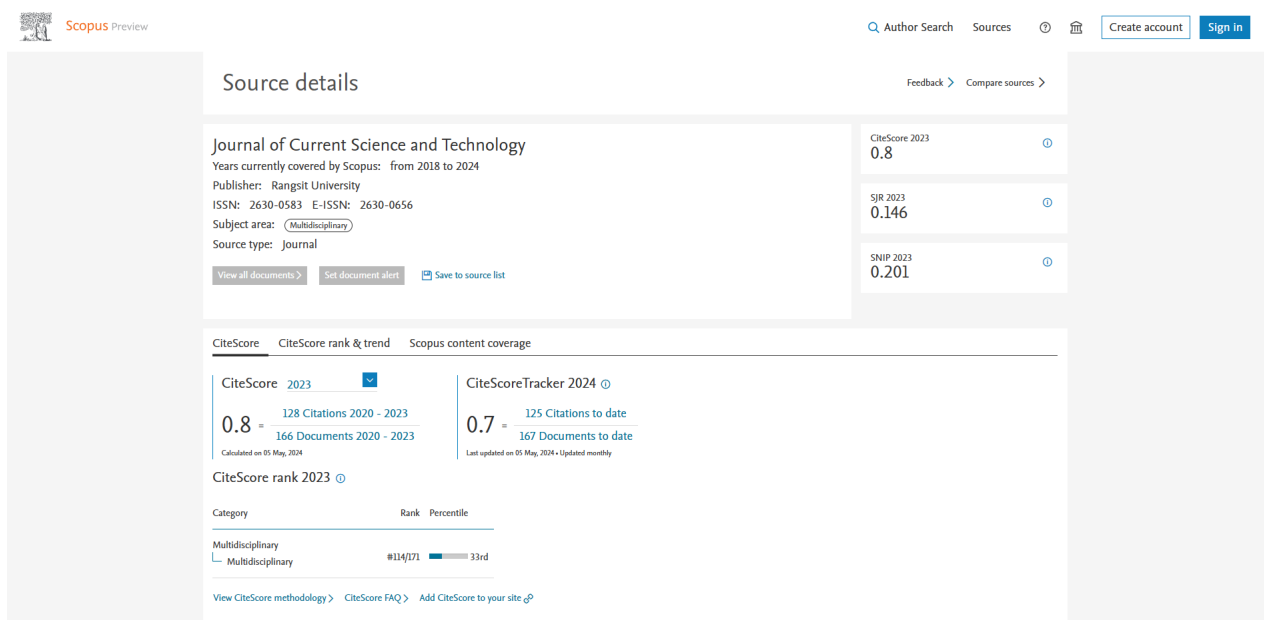 Scopus Preview
Author Search Sources Create account Sign in
Source details
Feedback Compare sources
Journal of Current Science and Technology
Years currently covered by Scopus: from 2018 to 2024
Publisher: Rangsit University
ISSN: 2630-0583 E-ISSN: 2630-0656
Subject area: Multidisciplinary
Source type: Journal
View all documents Set document alert Save to source list
CiteScore 2023
0.8
SJR 2023
0.146
SNIP 2023
0.201
CiteScore CiteScore rank & trend Scopus content coverage
CiteScore 2023
0.8 = 128 Citations 2020 - 2023
166 Documents 2020 - 2023
Calculated on 05 May, 2024
CiteScoreTracker 2024
0.7 = 125 Citations to date
167 Documents to date
Last updated on 05 May, 2024 • Updated monthly
CiteScore rank 2023
Category Rank Percentile
Multidisciplinary
Multidisciplinary #114/171 33rd
View CiteScore methodology CiteScore FAQ Add CiteScore to your site